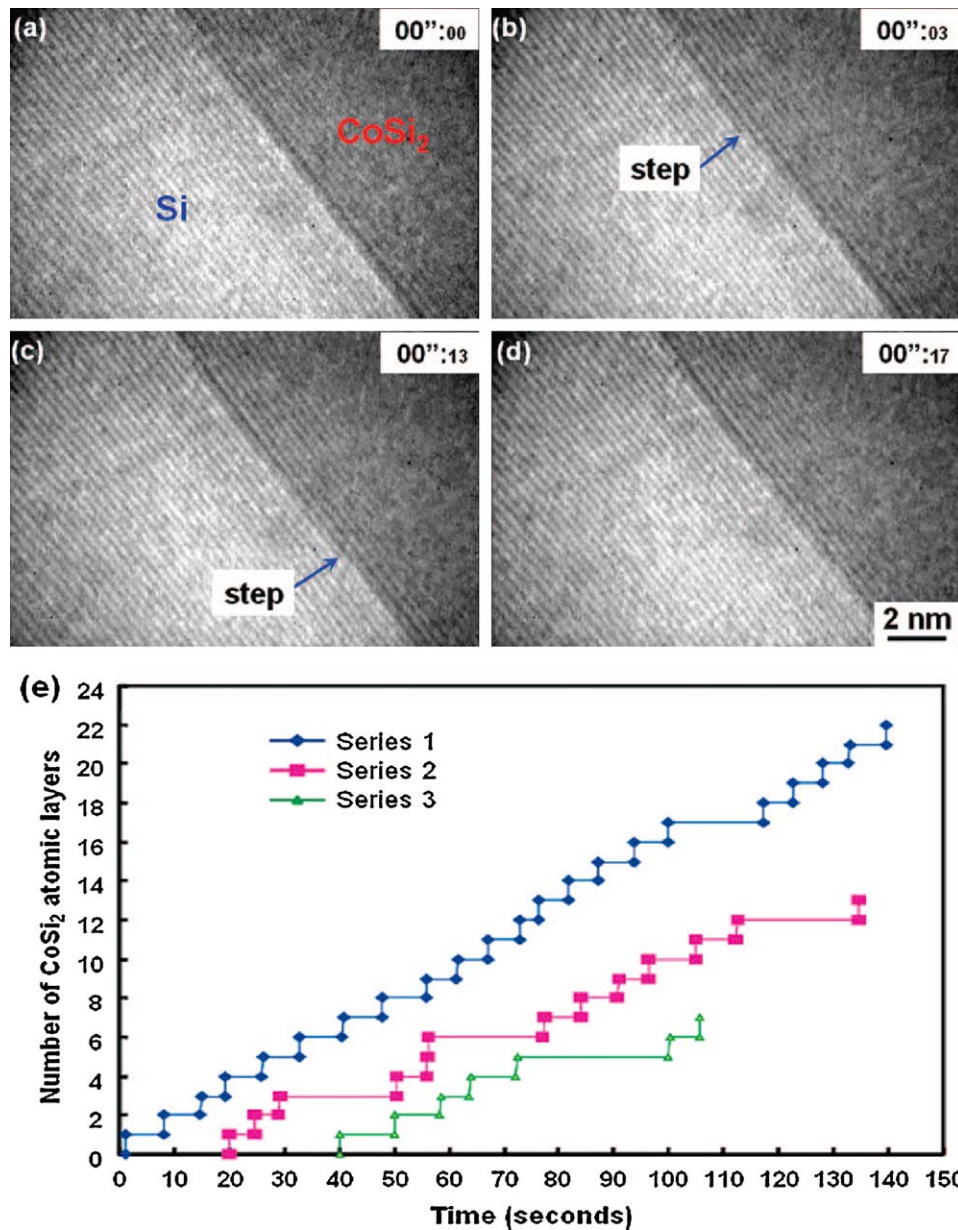 (a)
00”:00
CoSi₂
Si
(b)
00”:03
step
(c)
00”:13
step
(d)
00”:17
2 nm
(e)
Number of CoSi₂ atomic layers
24
22
20
18
16
14
12
10
8
6
4
2
0
Series 1
Series 2
Series 3
0 10 20 30 40 50 60 70 80 90 100 110 120 130 140 150
Time (seconds)